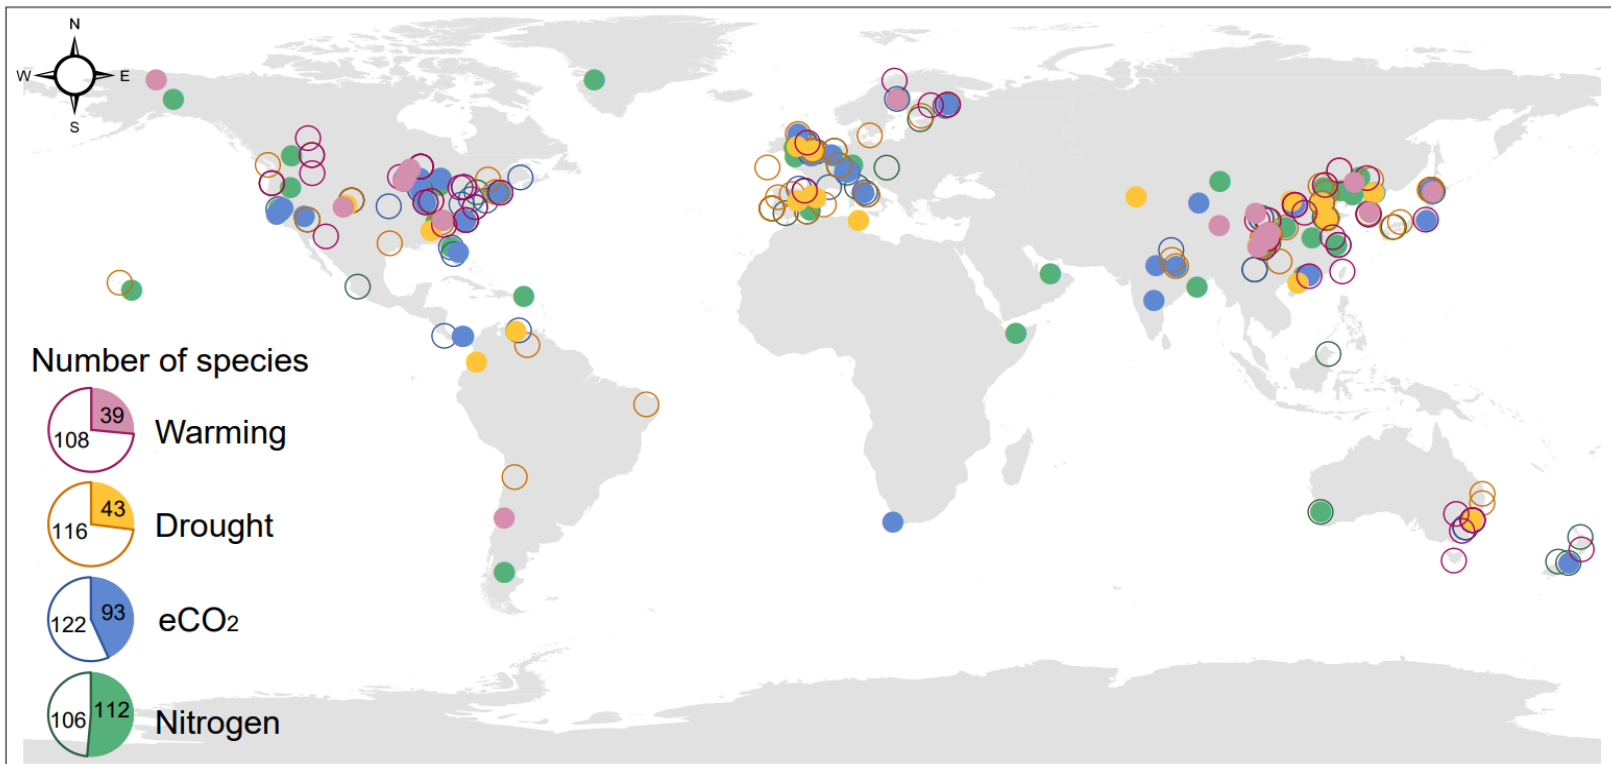 N
W E
S
Number of species
39
108
Warming
43
116
Drought
93
122
eCO₂
112
106
Nitrogen